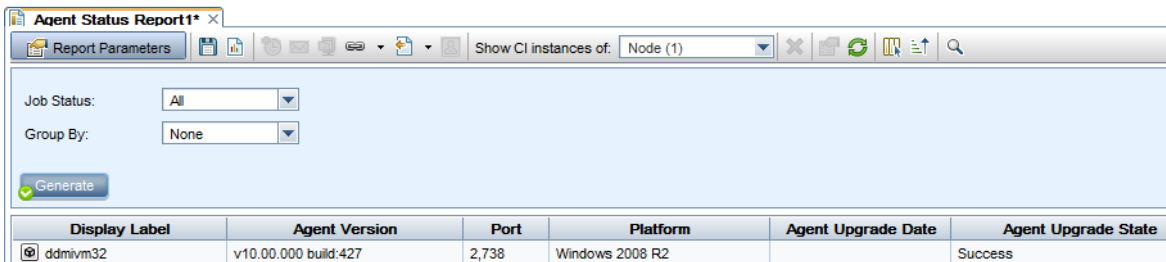 Agent Status Report1* ×
Report Parameters Show CI instances of: Node (1)
Job Status: All
Group By: None
Generate
Display Label Agent Version Port Platform Agent Upgrade Date Agent Upgrade State
ddmivm32 v10.00.000 build:427 2,738 Windows 2008 R2 Success